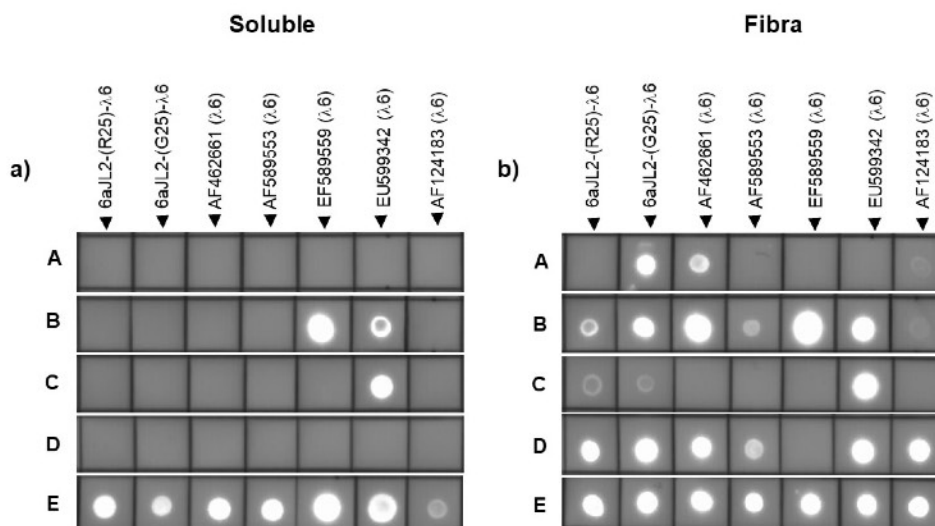 Soluble
Fibra
a)
6aJL2-(R25)-λ6
6aJL2-(G25)-λ6
AF462661 (λ6)
AF589553 (λ6)
EF589559 (λ6)
EU599342 (λ6)
AF124183 (λ6)
A
B
C
D
E
b)
6aJL2-(R25)-λ6
6aJL2-(G25)-λ6
AF462661 (λ6)
AF589553 (λ6)
EF589559 (λ6)
EU599342 (λ6)
AF124183 (λ6)
A
B
C
D
E